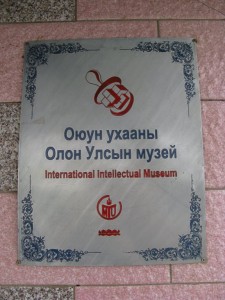 Оюун ухааны
Олон Улсын музей
International Intellectual Museum